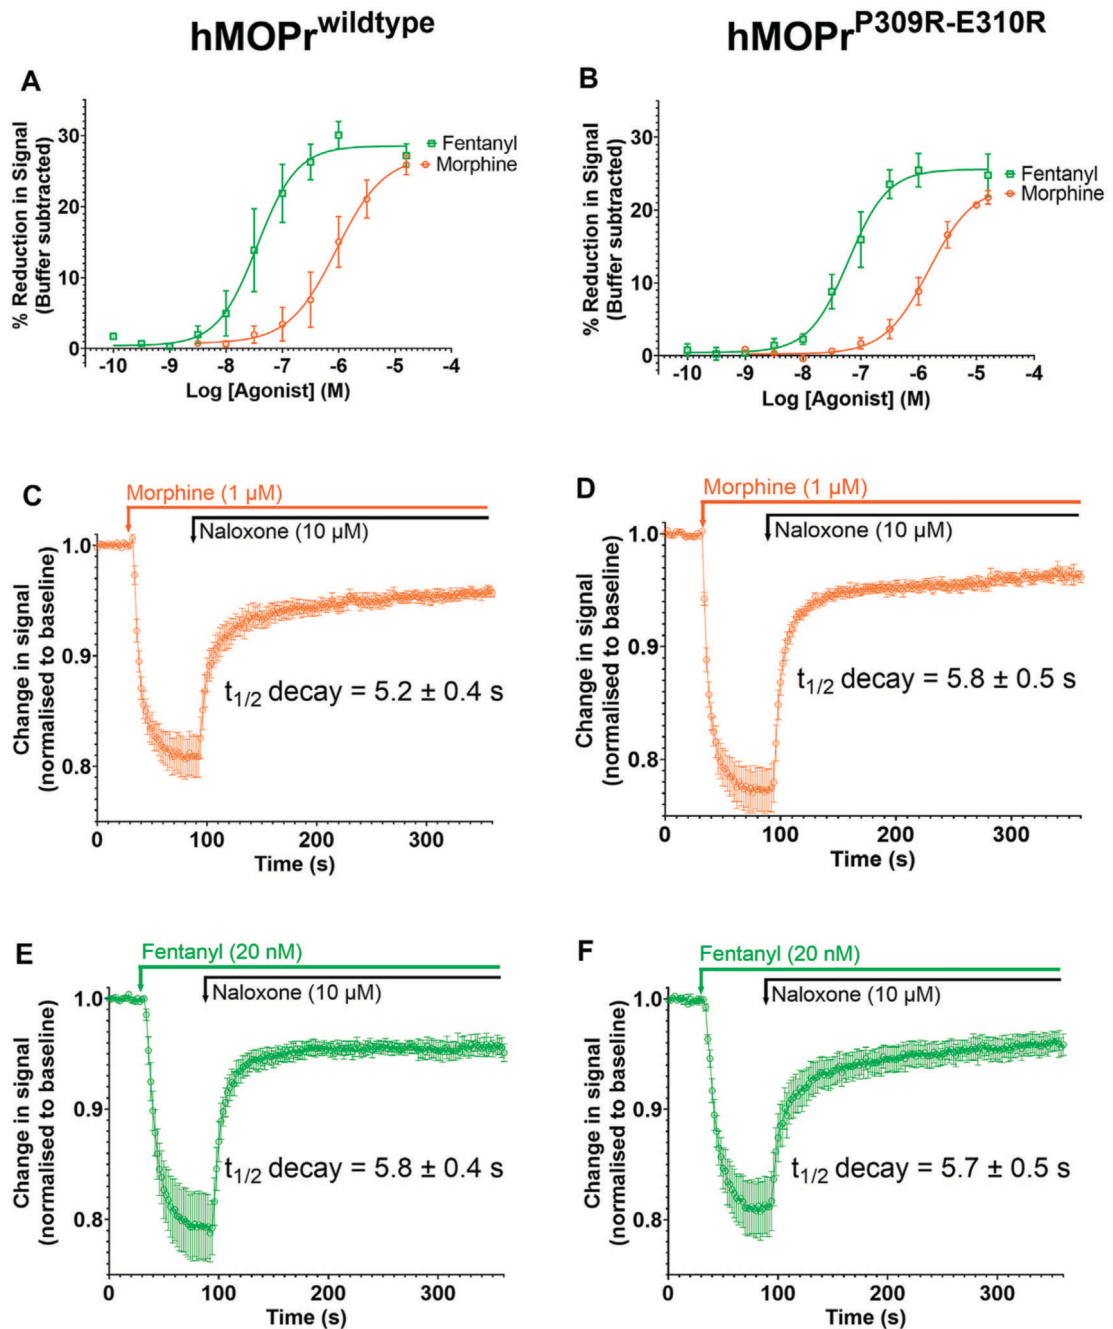 hMOPrwildtype
hMOPrP309R-E310R
A
% Reduction in Signal
(Buffer subtracted)
30
20
10
0
-10 -9 -8 -7 -6 -5 -4
Log [Agonist] (M)
Fentanyl
Morphine
B
% Reduction in Signal
(Buffer subtracted)
30
20
10
0
-10 -9 -8 -7 -6 -5 -4
Log [Agonist] (M)
Fentanyl
Morphine
C
Morphine (1 µM)
Naloxone (10 µM)
Change in signal
(normalised to baseline)
1.0
0.9
0.8
t1/2 decay = 5.2 ± 0.4 s
0 100 200 300
Time (s)
D
Morphine (1 µM)
Naloxone (10 µM)
Change in signal
(normalised to baseline)
1.0
0.9
0.8
t1/2 decay = 5.8 ± 0.5 s
0 100 200 300
Time (s)
E
Fentanyl (20 nM)
Naloxone (10 µM)
Change in signal
(normalised to baseline)
1.0
0.9
0.8
t1/2 decay = 5.8 ± 0.4 s
0 100 200 300
Time (s)
F
Fentanyl (20 nM)
Naloxone (10 µM)
Change in signal
(normalised to baseline)
1.0
0.9
0.8
t1/2 decay = 5.7 ± 0.5 s
0 100 200 300
Time (s)